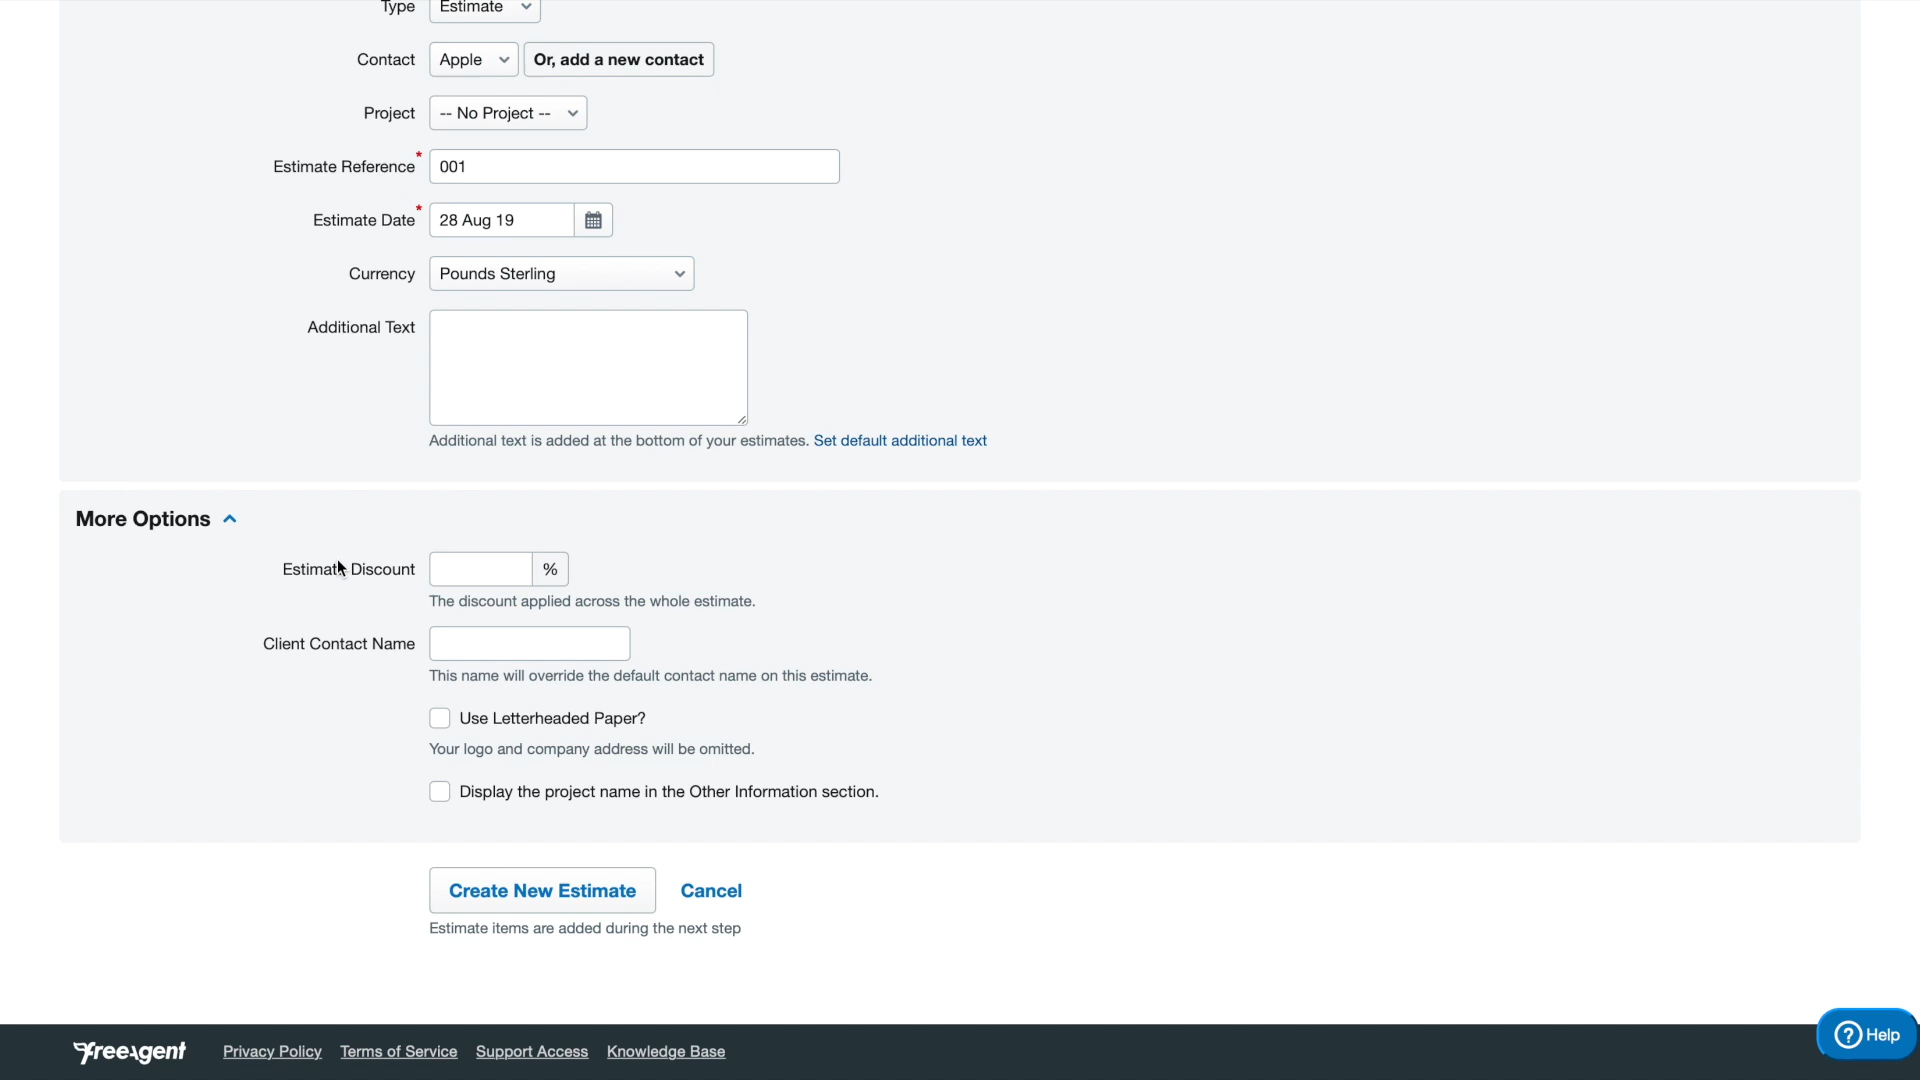 Type Estimate
Contact Apple Or, add a new contact
Project -- No Project --
Estimate Reference * 001
Estimate Date * 28 Aug 19
Currency Pounds Sterling
Additional Text
Additional text is added at the bottom of your estimates. Set default additional text
More Options
Estimate Discount %
The discount applied across the whole estimate.
Client Contact Name
This name will override the default contact name on this estimate.
Use Letterheaded Paper?
Your logo and company address will be omitted.
Display the project name in the Other Information section.
Create New Estimate Cancel
Estimate items are added during the next step
freeagent Privacy Policy Terms of Service Support Access Knowledge Base
? Help